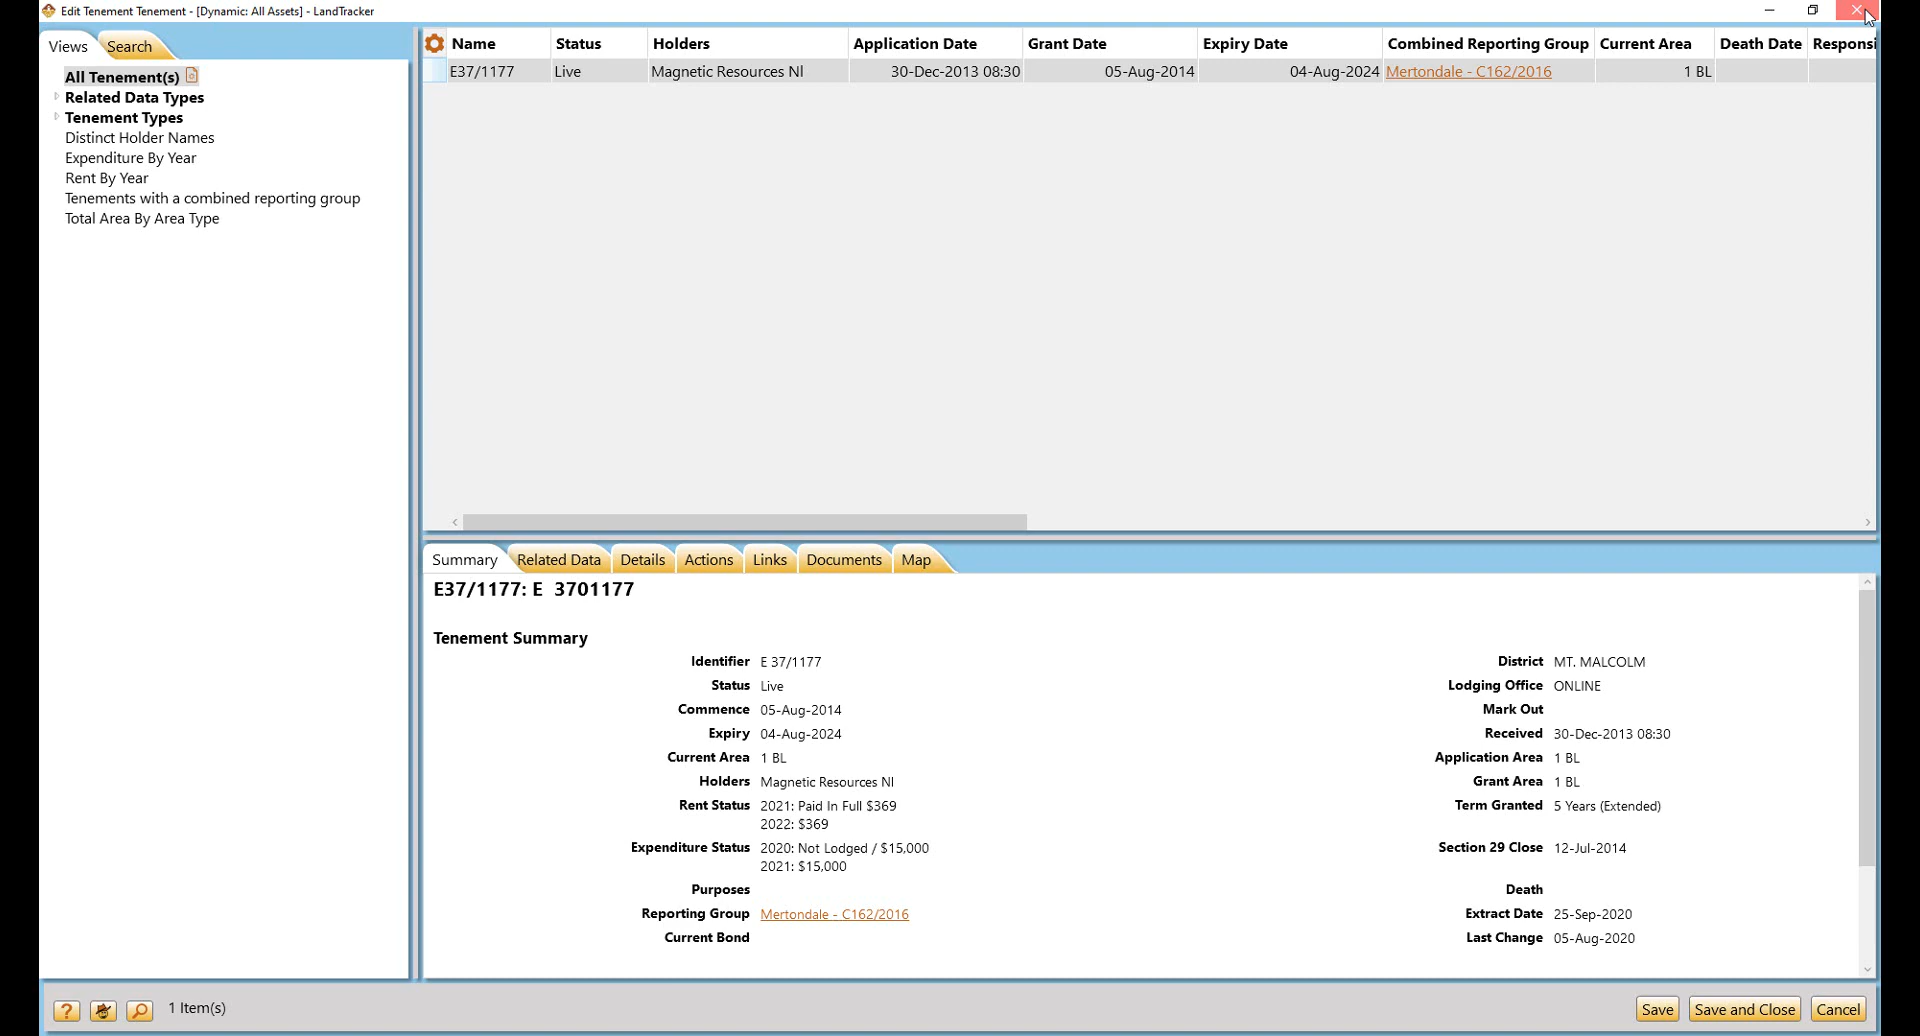 Edit Tenement Tenement - [Dynamic: All Assets] - LandTracker
Views Search
All Tenement(s)
Related Data Types
Tenement Types
Distinct Holder Names
Expenditure By Year
Rent By Year
Tenements with a combined reporting group
Total Area By Area Type
Name Status Holders Application Date Grant Date Expiry Date Combined Reporting Group Current Area Death Date Responsi
E37/1177 Live Magnetic Resources Nl 30-Dec-2013 08:30 05-Aug-2014 04-Aug-2024 Mertondale - C162/2016 1 BL
Summary Related Data Details Actions Links Documents Map
E37/1177: E 3701177
Tenement Summary
Identifier E 37/1177 District MT. MALCOLM
Status Live Lodging Office ONLINE
Commence 05-Aug-2014 Mark Out
Expiry 04-Aug-2024 Received 30-Dec-2013 08:30
Current Area 1 BL Application Area 1 BL
Holders Magnetic Resources Nl Grant Area 1 BL
Rent Status 2021: Paid In Full $369 Term Granted 5 Years (Extended)
2022: $369
Expenditure Status 2020: Not Lodged / $15,000 Section 29 Close 12-Jul-2014
2021: $15,000
Purposes Death
Reporting Group Mertondale - C162/2016 Extract Date 25-Sep-2020
Current Bond Last Change 05-Aug-2020
? 1 Item(s) Save Save and Close Cancel